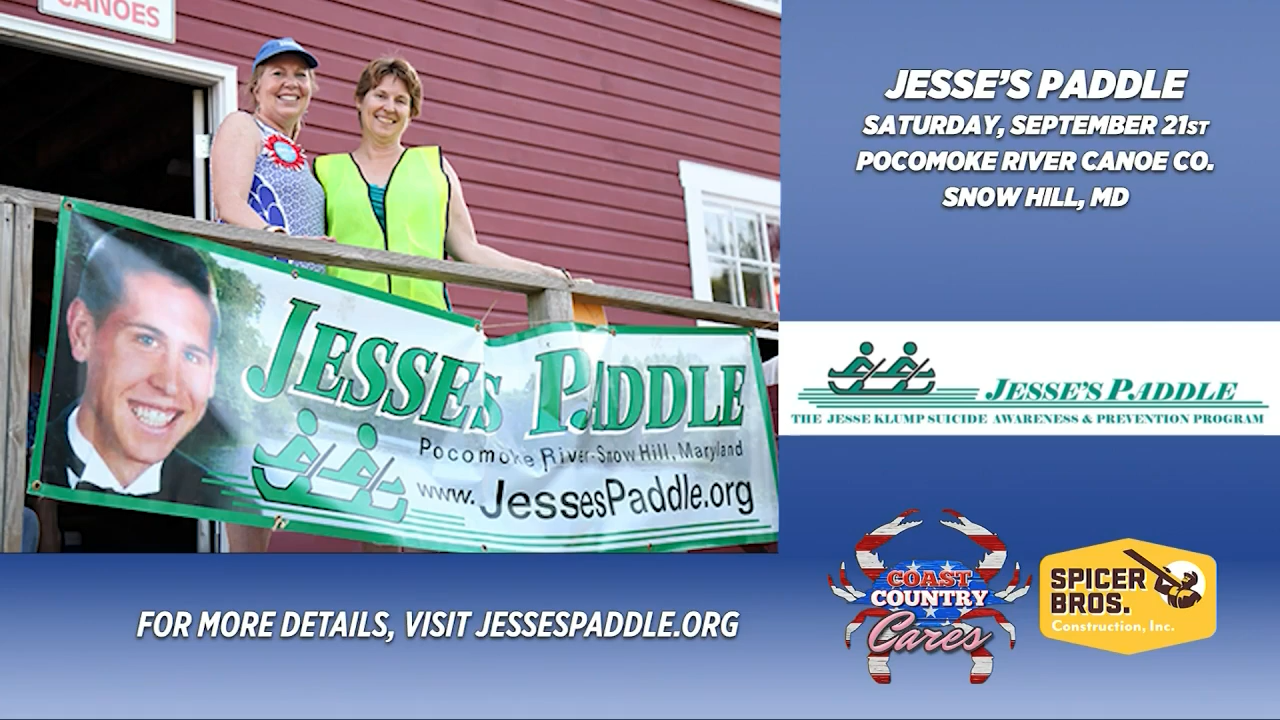 CANOES
JESSE'S PADDLE
Pocomoke River-Snow Hill, Maryland
www.JessesPaddle.org
JESSE'S PADDLE
SATURDAY, SEPTEMBER 21ST
POCOMOKE RIVER CANOE CO.
SNOW HILL, MD
JESSE'S PADDLE
THE JESSE KLUMP SUICIDE AWARENESS & PREVENTION PROGRAM
FOR MORE DETAILS, VISIT JESSESPADDLE.ORG
COAST
COUNTRY
Cares
SPICER
BROS.
Construction, Inc.